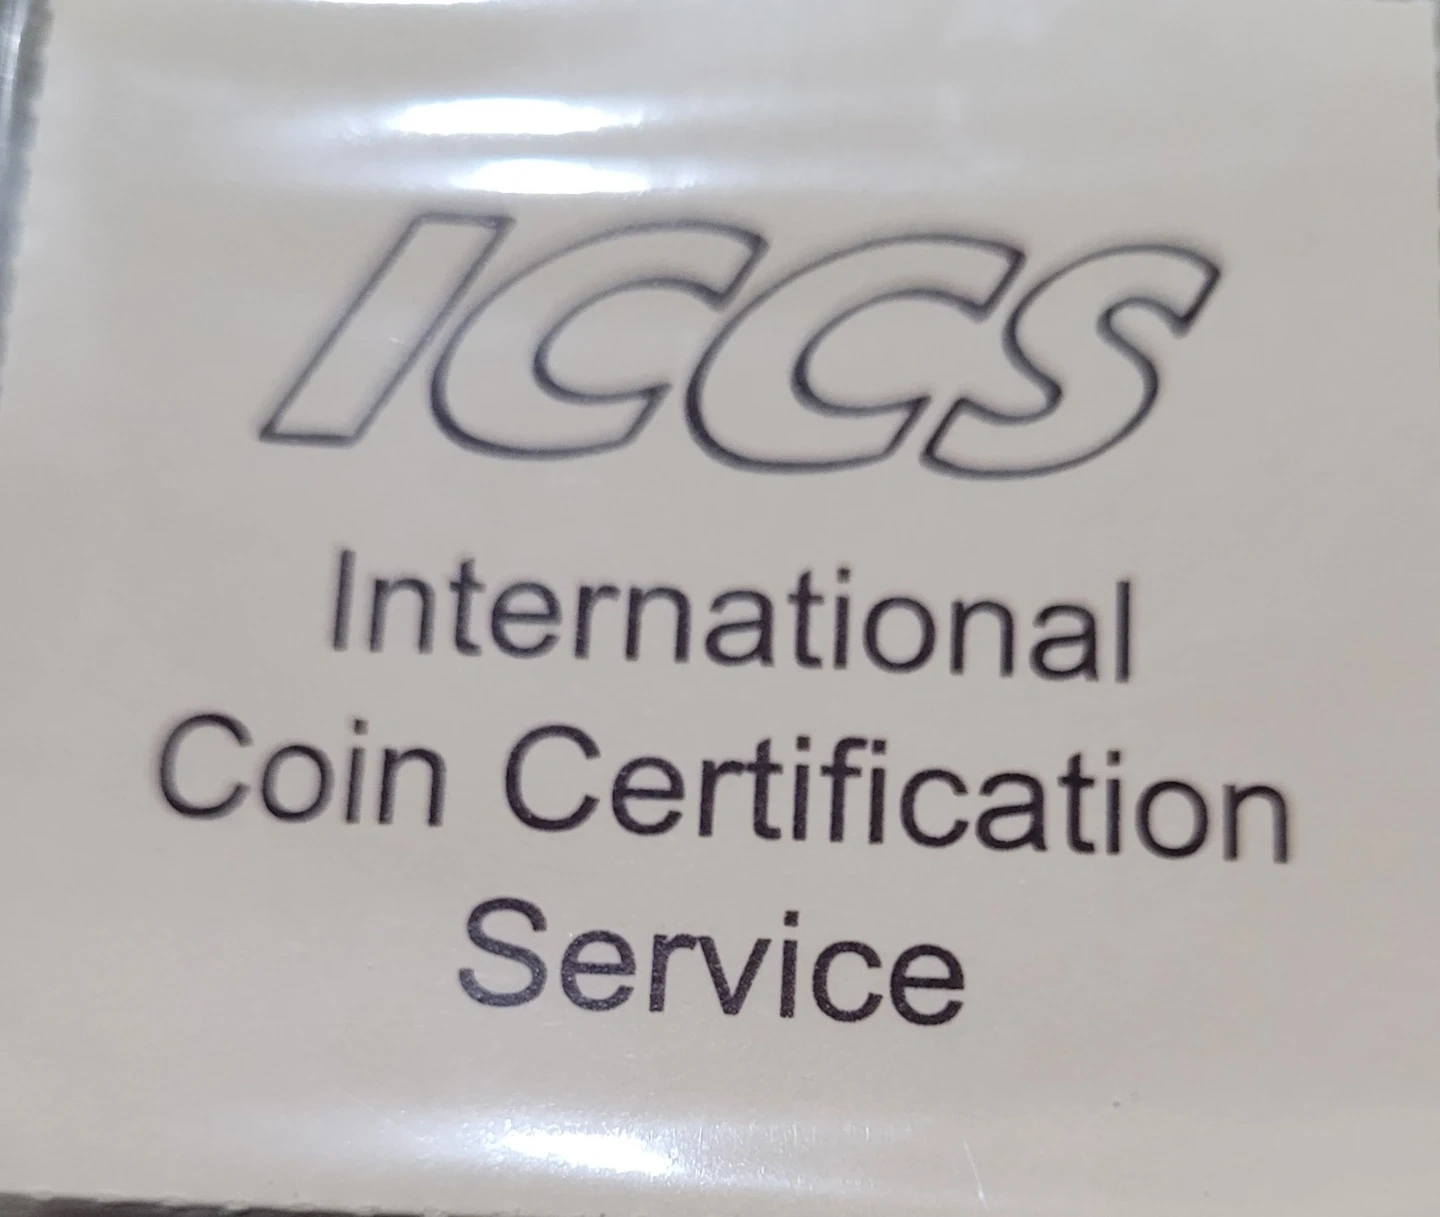 ICCS
International
Coin Certification
Service